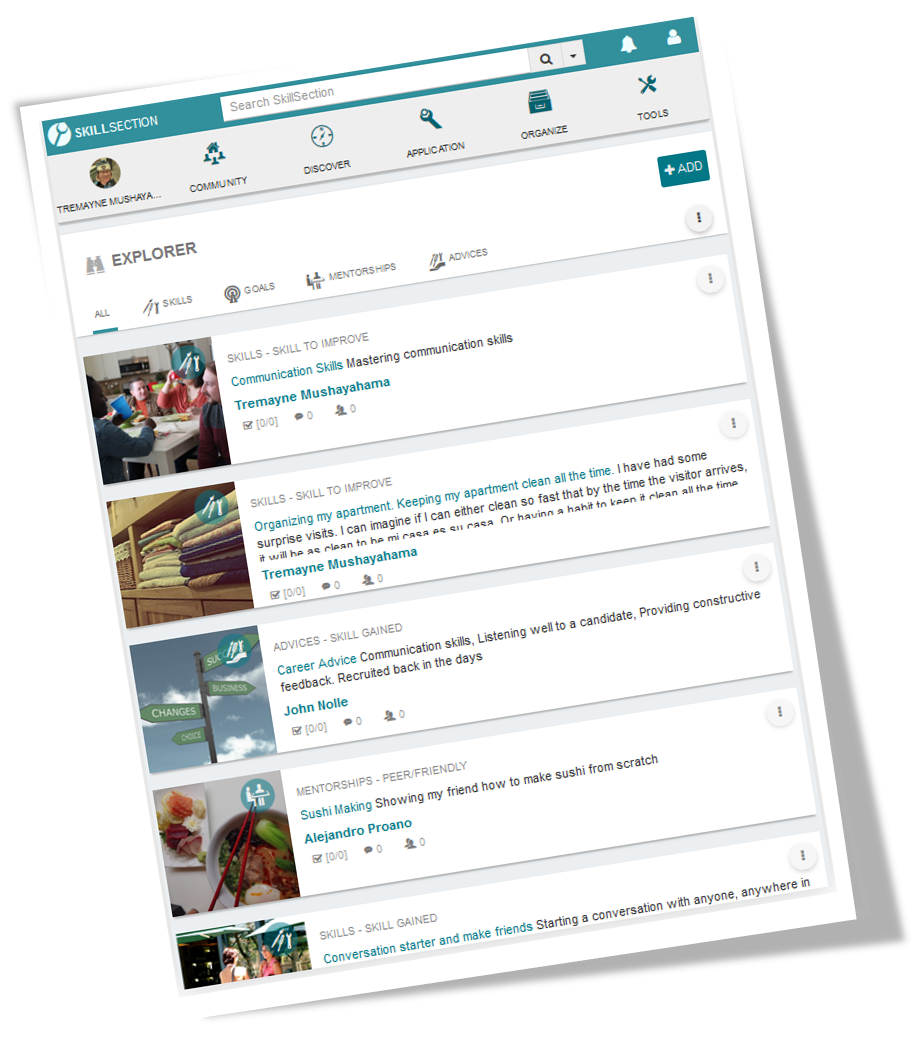 SKILLSECTION
Search SkillSection
TREMAYNE MUSHAYA...
COMMUNITY
DISCOVER
APPLICATION
ORGANIZE
TOOLS
ADD
EXPLORER
ALL
SKILLS
GOALS
MENTORSHIPS
ADVICES
SKILLS - SKILL TO IMPROVE
Communication Skills Mastering communication skills
Tremayne Mushayahama
[0/0] 0 0
SKILLS - SKILL TO IMPROVE
Organizing my apartment. Keeping my apartment clean all the time. I have had some
surprise visits. I can imagine if I can either clean so fast that by the time the visitor arrives,
it will be as clean to be mi casa es su casa. Or having a habit to keep it clean all the time
Tremayne Mushayahama
[0/0] 0 0
SUCC
BUSINESS
CHANGES
CHOICE
ADVICES - SKILL GAINED
Career Advice Communication skills, Listening well to a candidate, Providing constructive
feedback. Recruited back in the days
John Nolle
[0/0] 0 0
MENTORSHIPS - PEER/FRIENDLY
Sushi Making Showing my friend how to make sushi from scratch
Alejandro Proano
[0/0] 0 0
SKILLS - SKILL GAINED
Conversation starter and make friends Starting a conversation with anyone, anywhere in